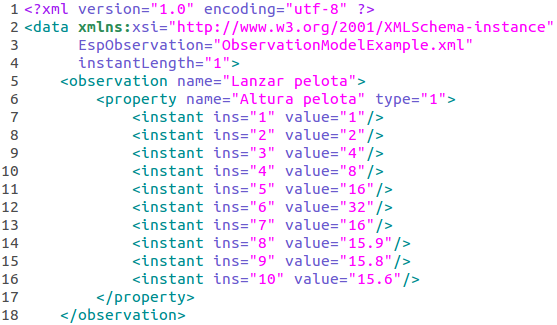 1 <?xml version="1.0" encoding="utf-8" ?>
2 <data xmlns:xsi="http://www.w3.org/2001/XMLSchema-instance"
3       EspObservation="ObservationModelExample.xml"
4       instantLength="1">
5     <observation name="Lanzar pelota">
6         <property name="Altura pelota" type="1">
7             <instant ins="1" value="1"/>
8             <instant ins="2" value="2"/>
9             <instant ins="3" value="4"/>
10             <instant ins="4" value="8"/>
11             <instant ins="5" value="16"/>
12             <instant ins="6" value="32"/>
13             <instant ins="7" value="16"/>
14             <instant ins="8" value="15.9"/>
15             <instant ins="9" value="15.8"/>
16             <instant ins="10" value="15.6"/>
17         </property>
18     </observation>